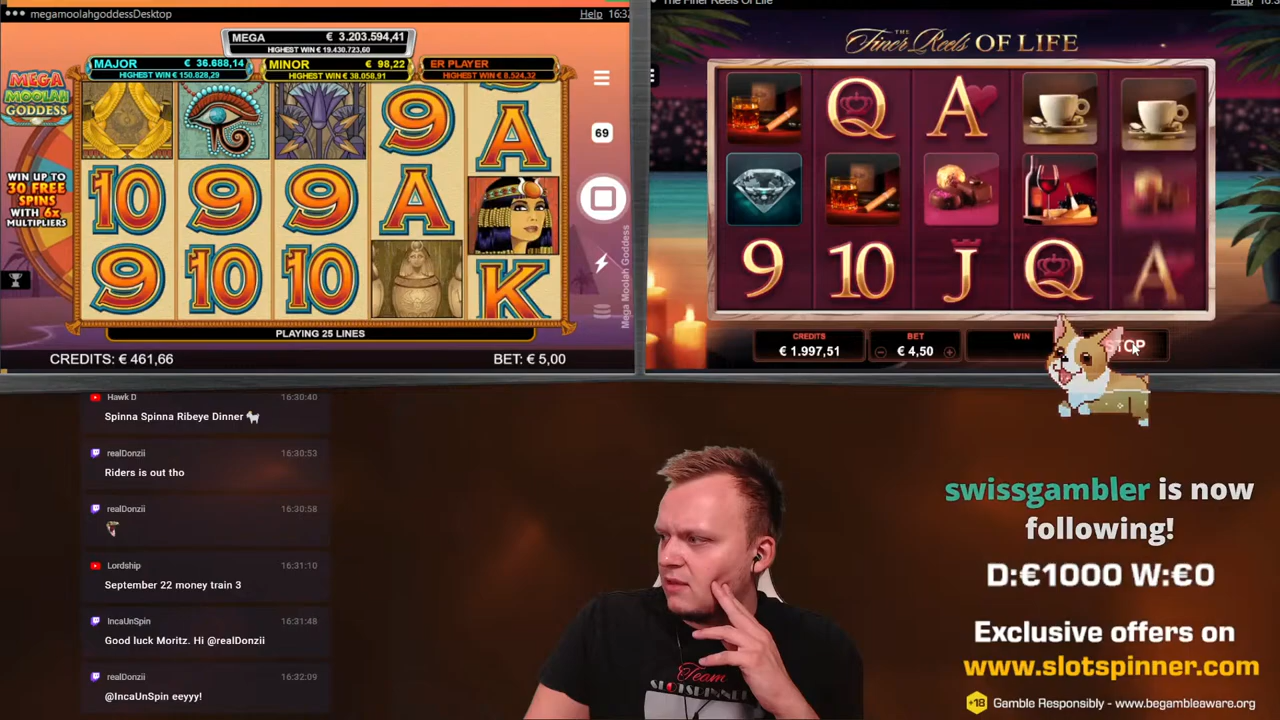 megamoolahgoddessDesktop
Help 16:32
MEGA € 3.203.594,41
HIGHEST WIN € 19.430.723,60
MAJOR € 36.688,14
HIGHEST WIN € 150.828,29
MINOR € 98,22
HIGHEST WIN € 38.058,91
ER PLAYER
HIGHEST WIN € 8.524,32
MEGA
MOOLAH
GODDESS
WIN UP TO
30 FREE
SPINS
WITH 6x
MULTIPLIERS
9 A
10 9 9 A
9 10 10 K
69
Mega Moolah Goddess
PLAYING 25 LINES
CREDITS: € 461,66
BET: € 5,00
The Finer Reels Of Life
Help
THE
Finer Reels OF LIFE
Q A
9 10 J Q A
CREDITS
€ 1.997,51
BET
€ 4,50
WIN
STOP
Hawk D 16:30:40
Spinna Spinna Ribeye Dinner
realDonzii 16:30:53
Riders is out tho
realDonzii 16:30:58
Lordship 16:31:10
September 22 money train 3
IncaUnSpin 16:31:48
Good luck Moritz. Hi @realDonzii
realDonzii 16:32:09
@IncaUnSpin eeyyy!
Team
SLOTSPINNER
swissgambler is now
following!
D:€1000 W:€0
Exclusive offers on
www.slotspinner.com
+18 Gamble Responsibly - www.begambleaware.org